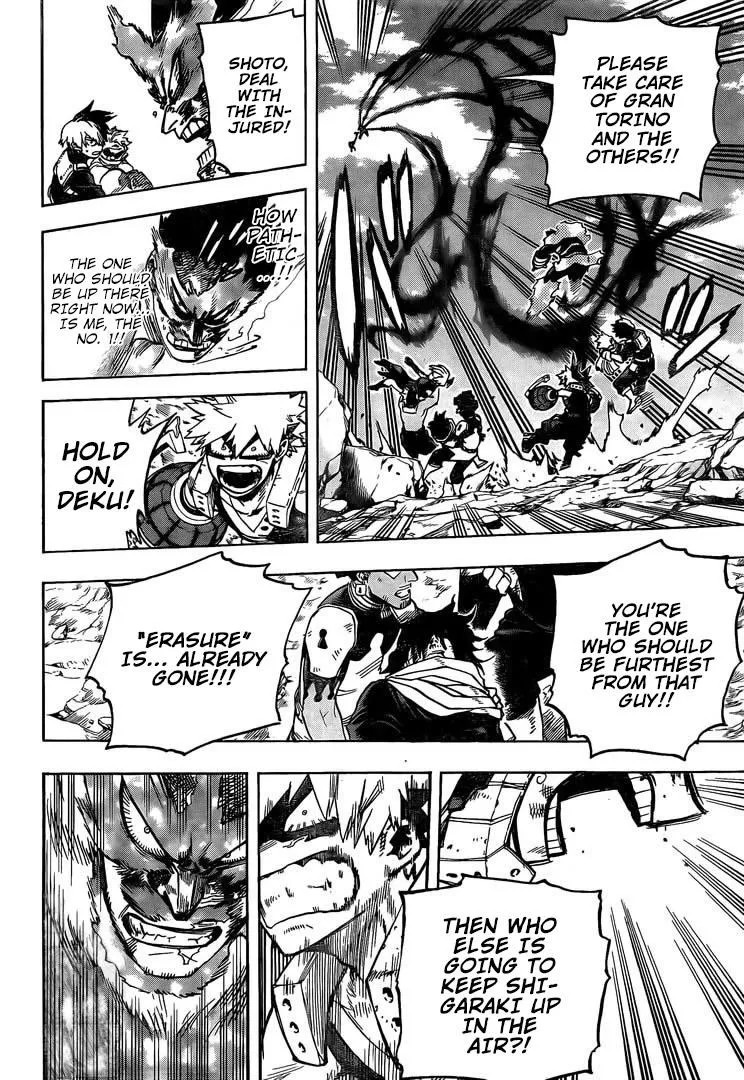 PLEASE
TAKE CARE
OF GRAN
TORINO
AND THE
OTHERS!!
SHOTO,
DEAL
WITH
THE IN-
JURED!
HOW
PATH-
ETIC
....!!
THE ONE
WHO SHOULD
BE UP THERE
RIGHT NOW...
IS ME, THE
NO. 1!!
HOLD
ON,
DEKU!
YOU'RE
THE ONE
WHO SHOULD
BE FURTHEST
FROM THAT
GUY!!
"ERASURE"
IS... ALREADY
GONE!!!
THEN WHO
ELSE IS
GOING TO
KEEP SHI-
GARAKI UP
IN THE
AIR?!